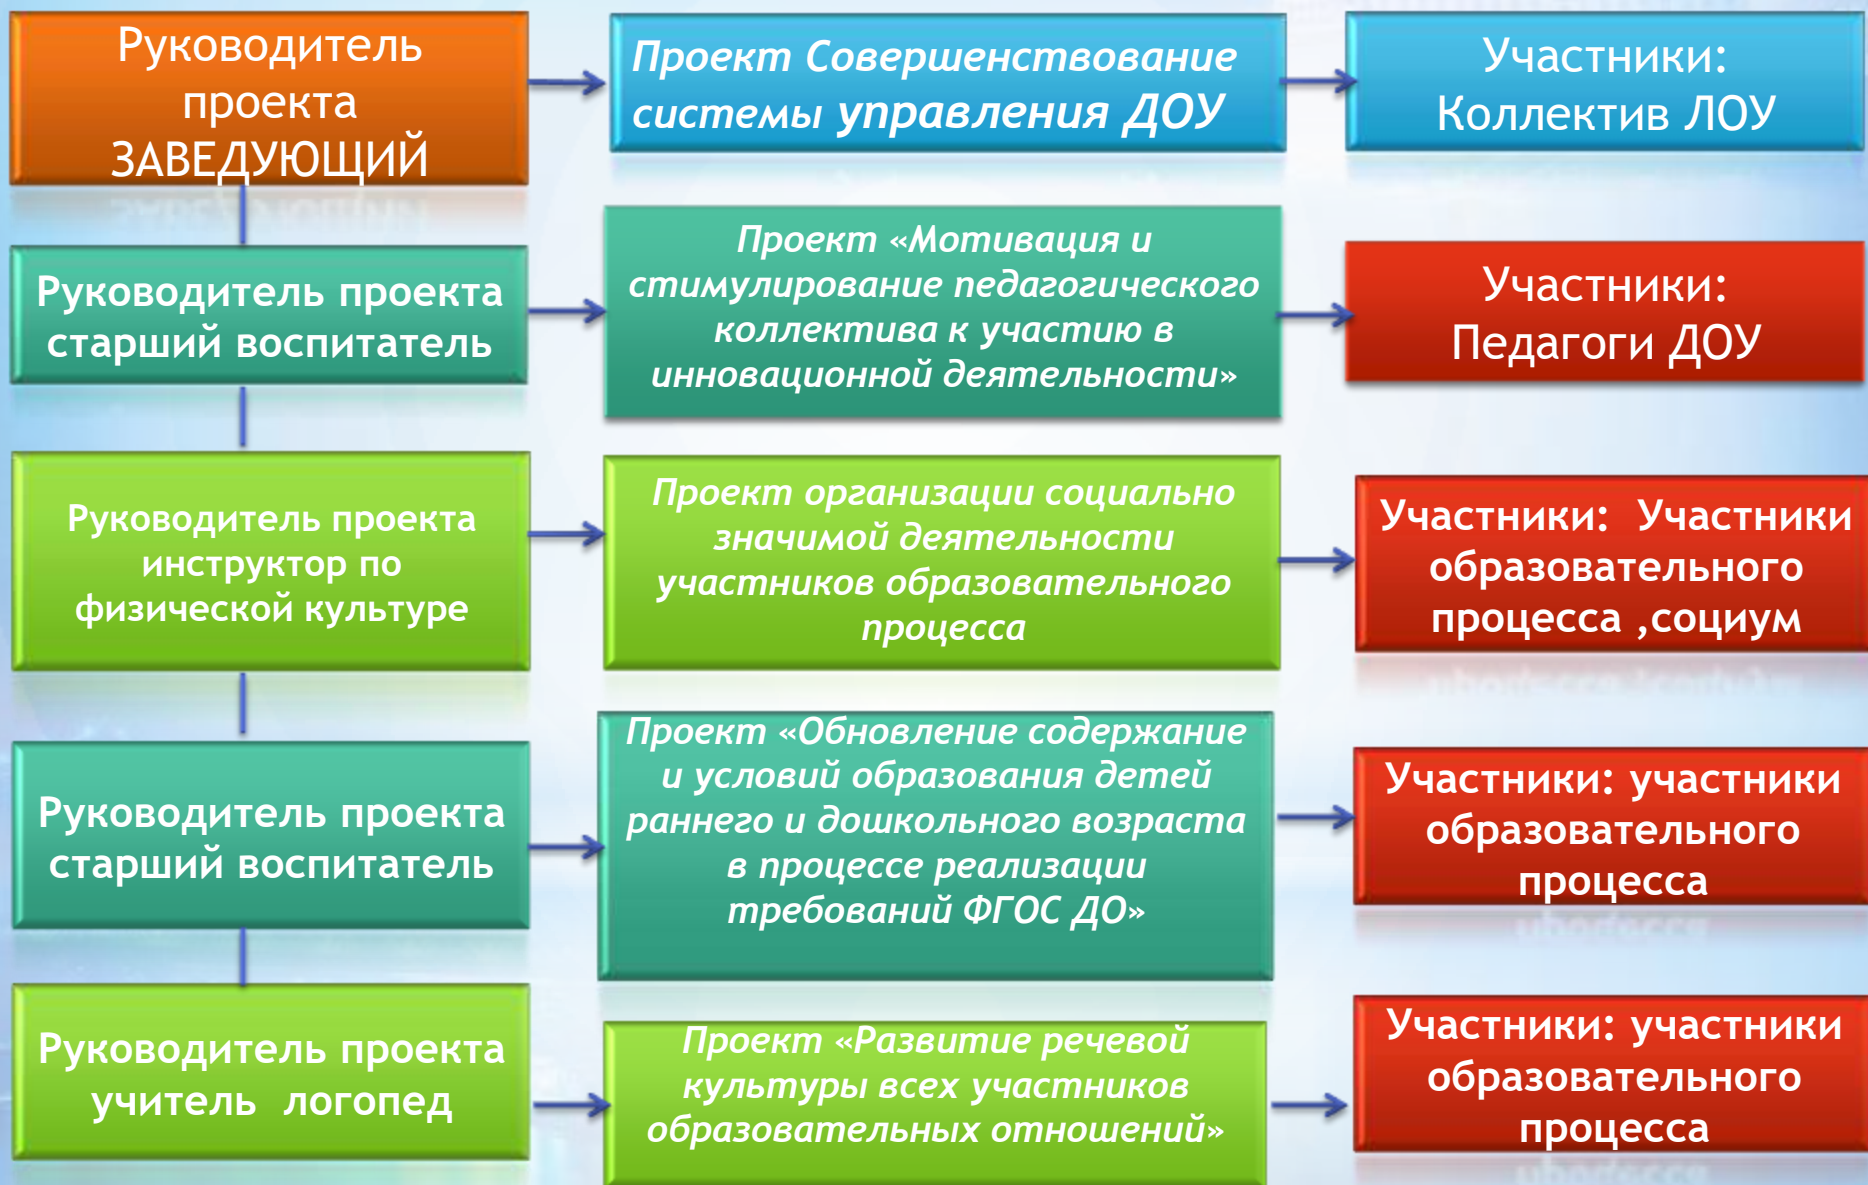 Руководитель
проекта
ЗАВЕДУЮЩИЙ
Проект Совершенствование
системы управления ДОУ
Участники:
Коллектив ЛОУ
Руководитель проекта
старший воспитатель
Проект «Мотивация и
стимулирование педагогического
коллектива к участию в
инновационной деятельности»
Участники:
Педагоги ДОУ
Руководитель проекта
инструктор по
физической культуре
Проект организации социально
значимой деятельности
участников образовательного
процесса
Участники: Участники
образовательного
процесса ,социум
Руководитель проекта
старший воспитатель
Проект «Обновление содержание
и условий образования детей
раннего и дошкольного возраста
в процессе реализации
требований ФГОС ДО»
Участники: участники
образовательного
процесса
Руководитель проекта
учитель логопед
Проект «Развитие речевой
культуры всех участников
образовательных отношений»
Участники: участники
образовательного
процесса